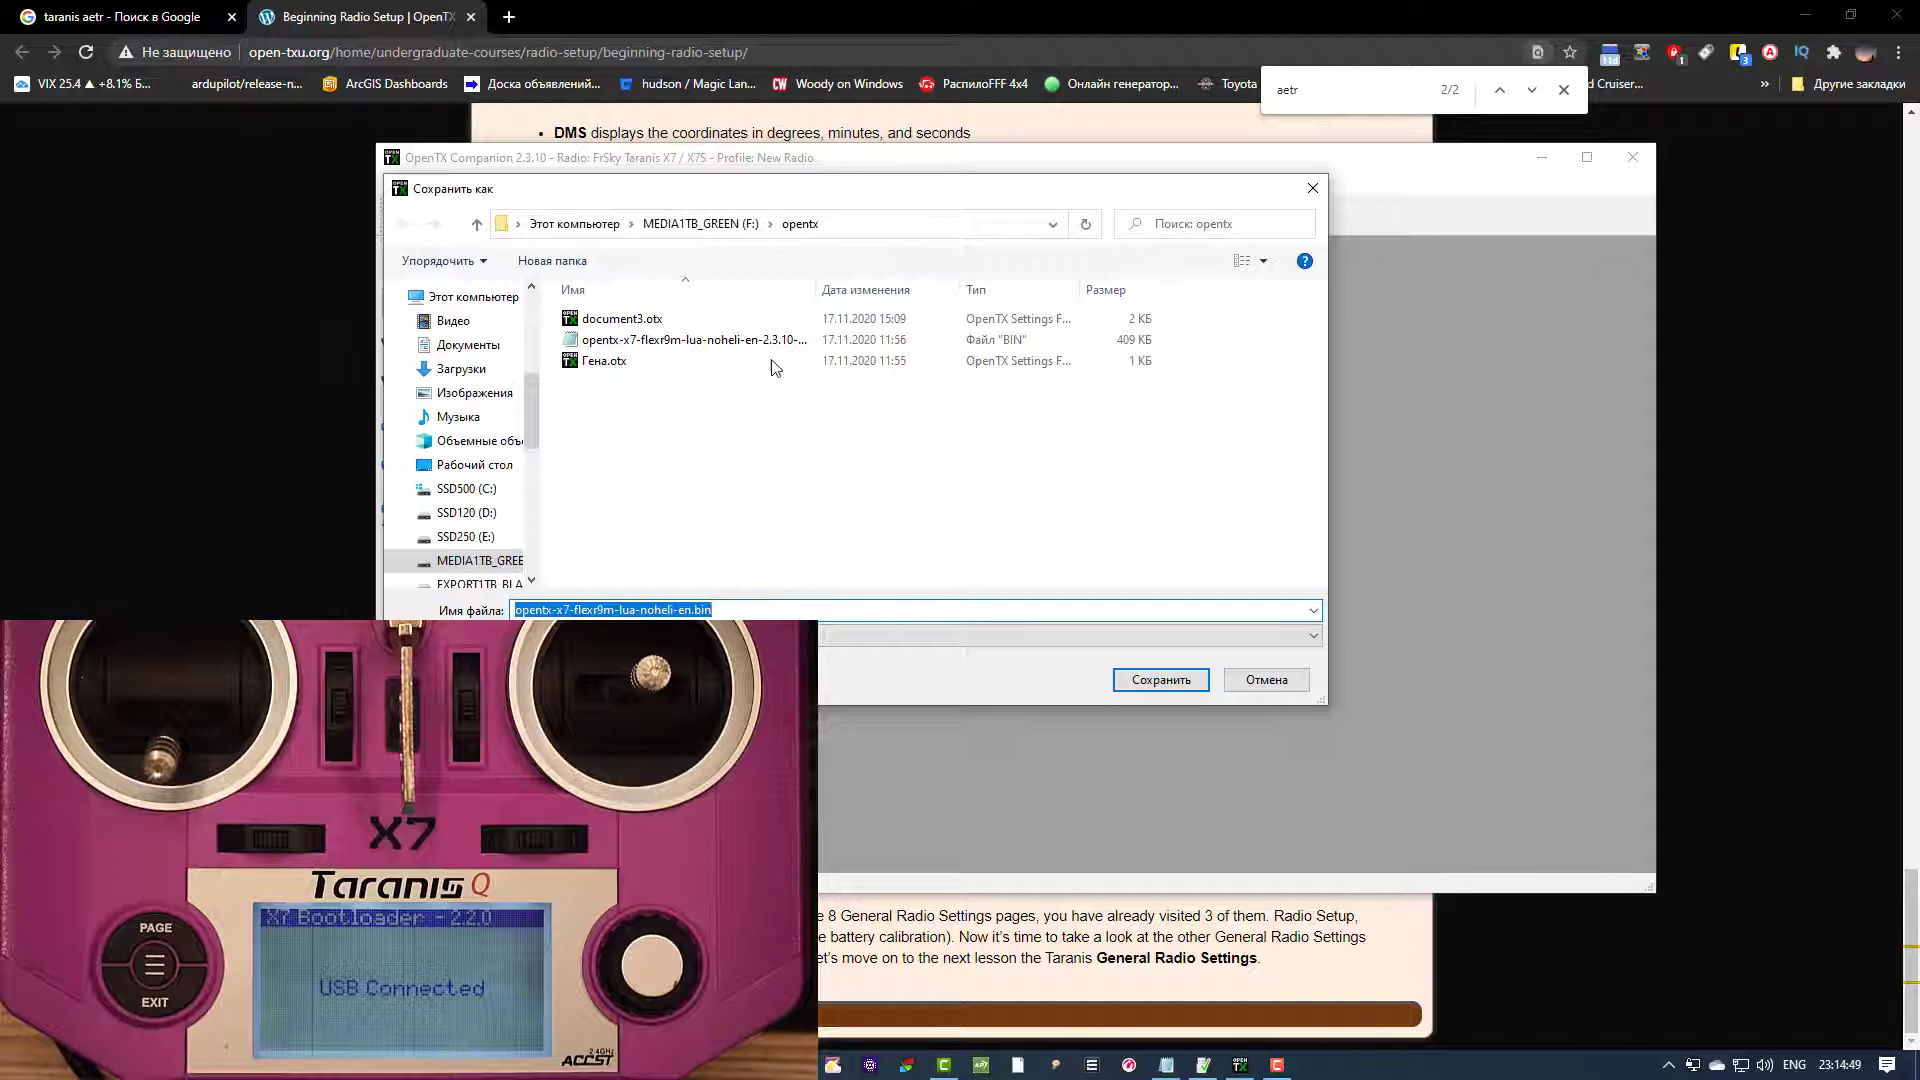 taranis aetr - Поиск в Google
Beginning Radio Setup | OpenTX
Не защищено
open-txu.org/home/undergraduate-courses/radio-setup/beginning-radio-setup/
VIX 25.4 ▲ +8.1% Б...
ardupilot/release-n...
ArcGIS Dashboards
Доска объявлений...
hudson / Magic Lan...
Woody on Windows
РаспилоFFF 4x4
Онлайн генератор...
Toyota
d Cruiser...
»
Другие закладки
11d
1
3
aetr
2/2
• DMS displays the coordinates in degrees, minutes, and seconds
OpenTX Companion 2.3.10 - Radio: FrSky Taranis X7 / X7S - Profile: New Radio
Сохранить как
Этот компьютер › MEDIA1TB_GREEN (F:) › opentx
Поиск: opentx
Упорядочить
Новая папка
Имя
Дата изменения
Тип
Размер
document3.otx 17.11.2020 15:09 OpenTX Settings F... 2 КБ
opentx-x7-flexr9m-lua-noheli-en-2.3.10-... 17.11.2020 11:56 Файл "BIN" 409 КБ
Гена.otx 17.11.2020 11:55 OpenTX Settings F... 1 КБ
Этот компьютер
Видео
Документы
Загрузки
Изображения
Музыка
Объемные объ
Рабочий стол
SSD500 (C:)
SSD120 (D:)
SSD250 (E:)
MEDIA1TB_GREE
EXPORT1TB_BLA
Имя файла:
opentx-x7-flexr9m-lua-noheli-en.bin
Сохранить
Отмена
X7
Taranis Q
X7 Bootloader - 2.2.0
USB Connected
PAGE
EXIT
2.4GHz
ACCST
e 8 General Radio Settings pages, you have already visited 3 of them. Radio Setup,
e battery calibration). Now it's time to take a look at the other General Radio Settings
et's move on to the next lesson the Taranis General Radio Settings.
ENG
23:14:49